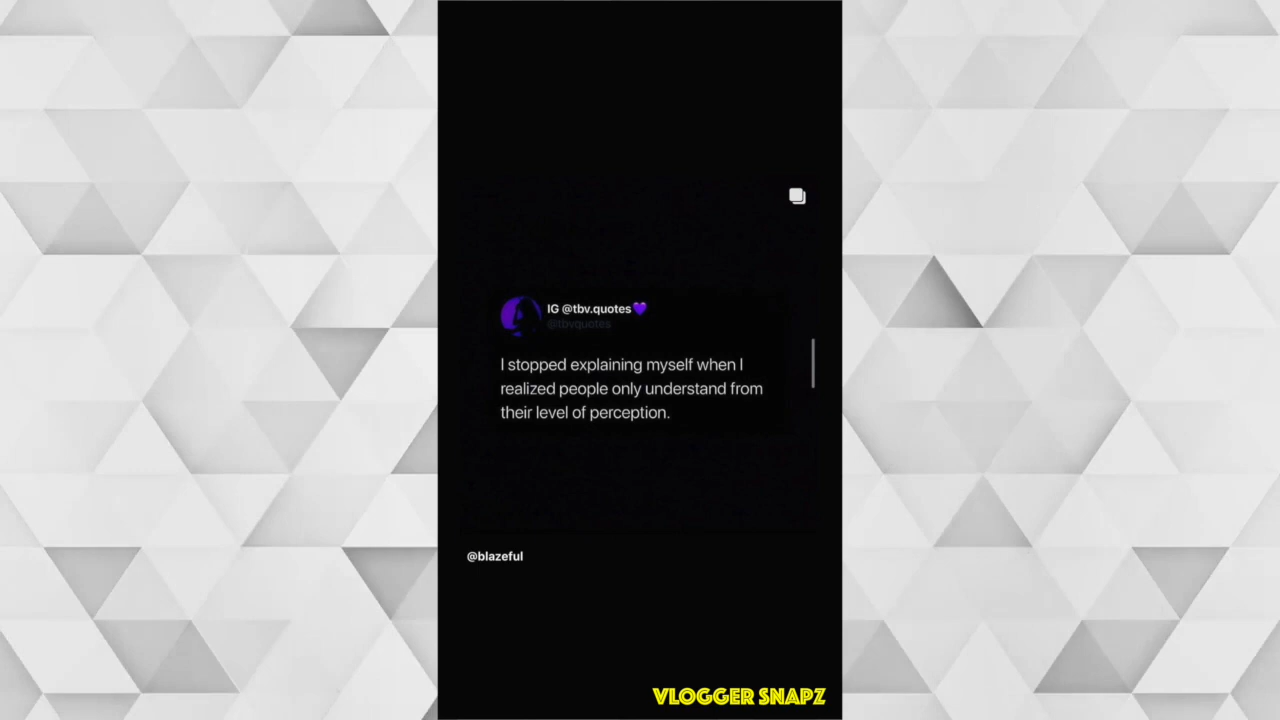 IG @tbv.quotes💜
@tbvquotes
I stopped explaining myself when I
realized people only understand from
their level of perception.
@blazeful
VLOGGER SNAPZ